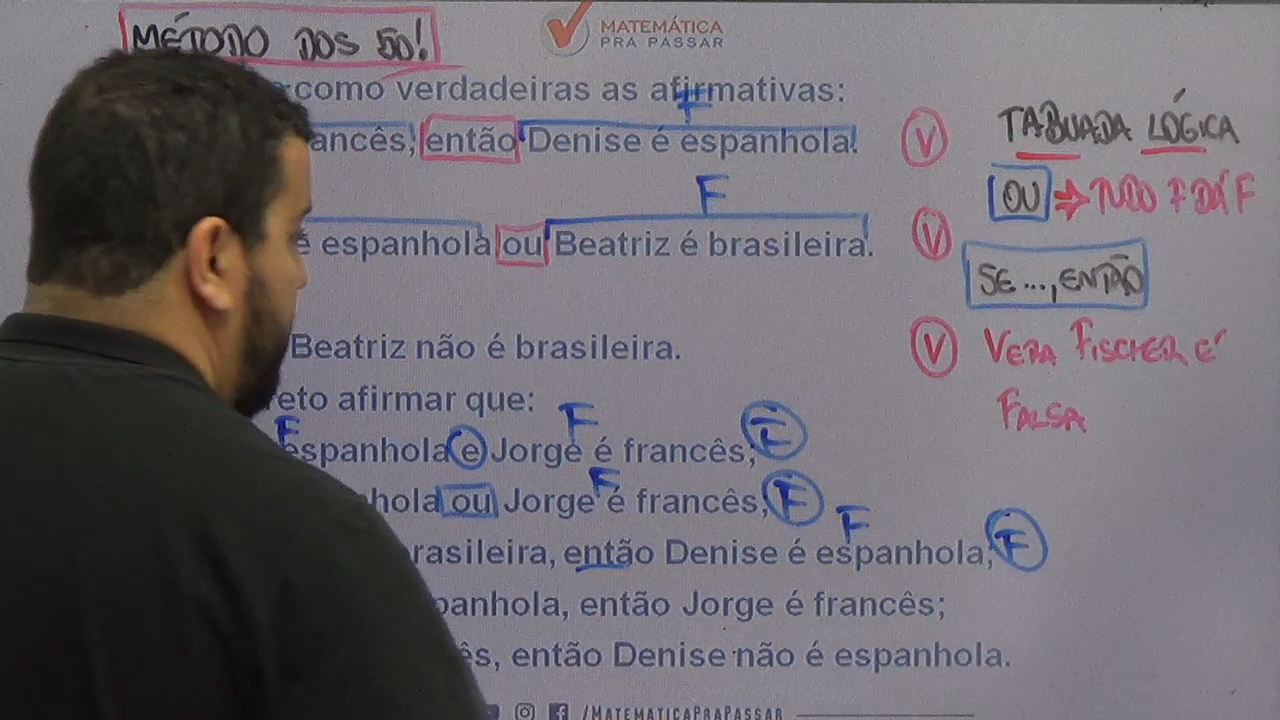 MÉTODO DOS 50!
MATEMÁTICA
PRA PASSAR
como verdadeiras as afirmativas:
F
ancês, então Denise é espanhola.
V
TABUADA LÓGICA
F
OU ⇒ TUDO F DÁ F
é espanhola ou Beatriz é brasileira.
V
SE ..., ENTÃO
Beatriz não é brasileira.
V
VERA FISCHER É
FALSA
eto afirmar que:
F F
espanhola e Jorge é francês; F
F
hola ou Jorge é francês; F
F
rasileira, então Denise é espanhola; F
panhola, então Jorge é francês;
ês, então Denise não é espanhola.
/MATEMATICAPRAPASSAR